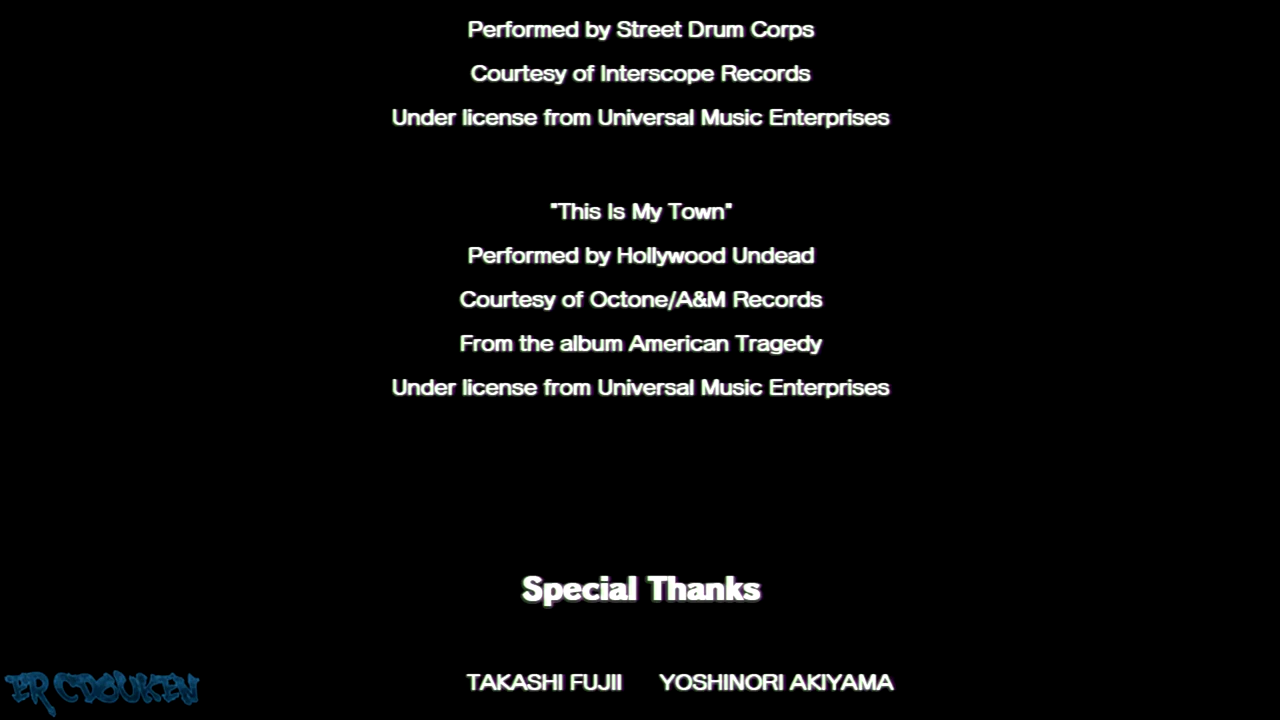 Performed by Street Drum Corps
Courtesy of Interscope Records
Under license from Universal Music Enterprises
"This Is My Town"
Performed by Hollywood Undead
Courtesy of Octone/A&M Records
From the album American Tragedy
Under license from Universal Music Enterprises
Special Thanks
TAKASHI FUJII YOSHINORI AKIYAMA